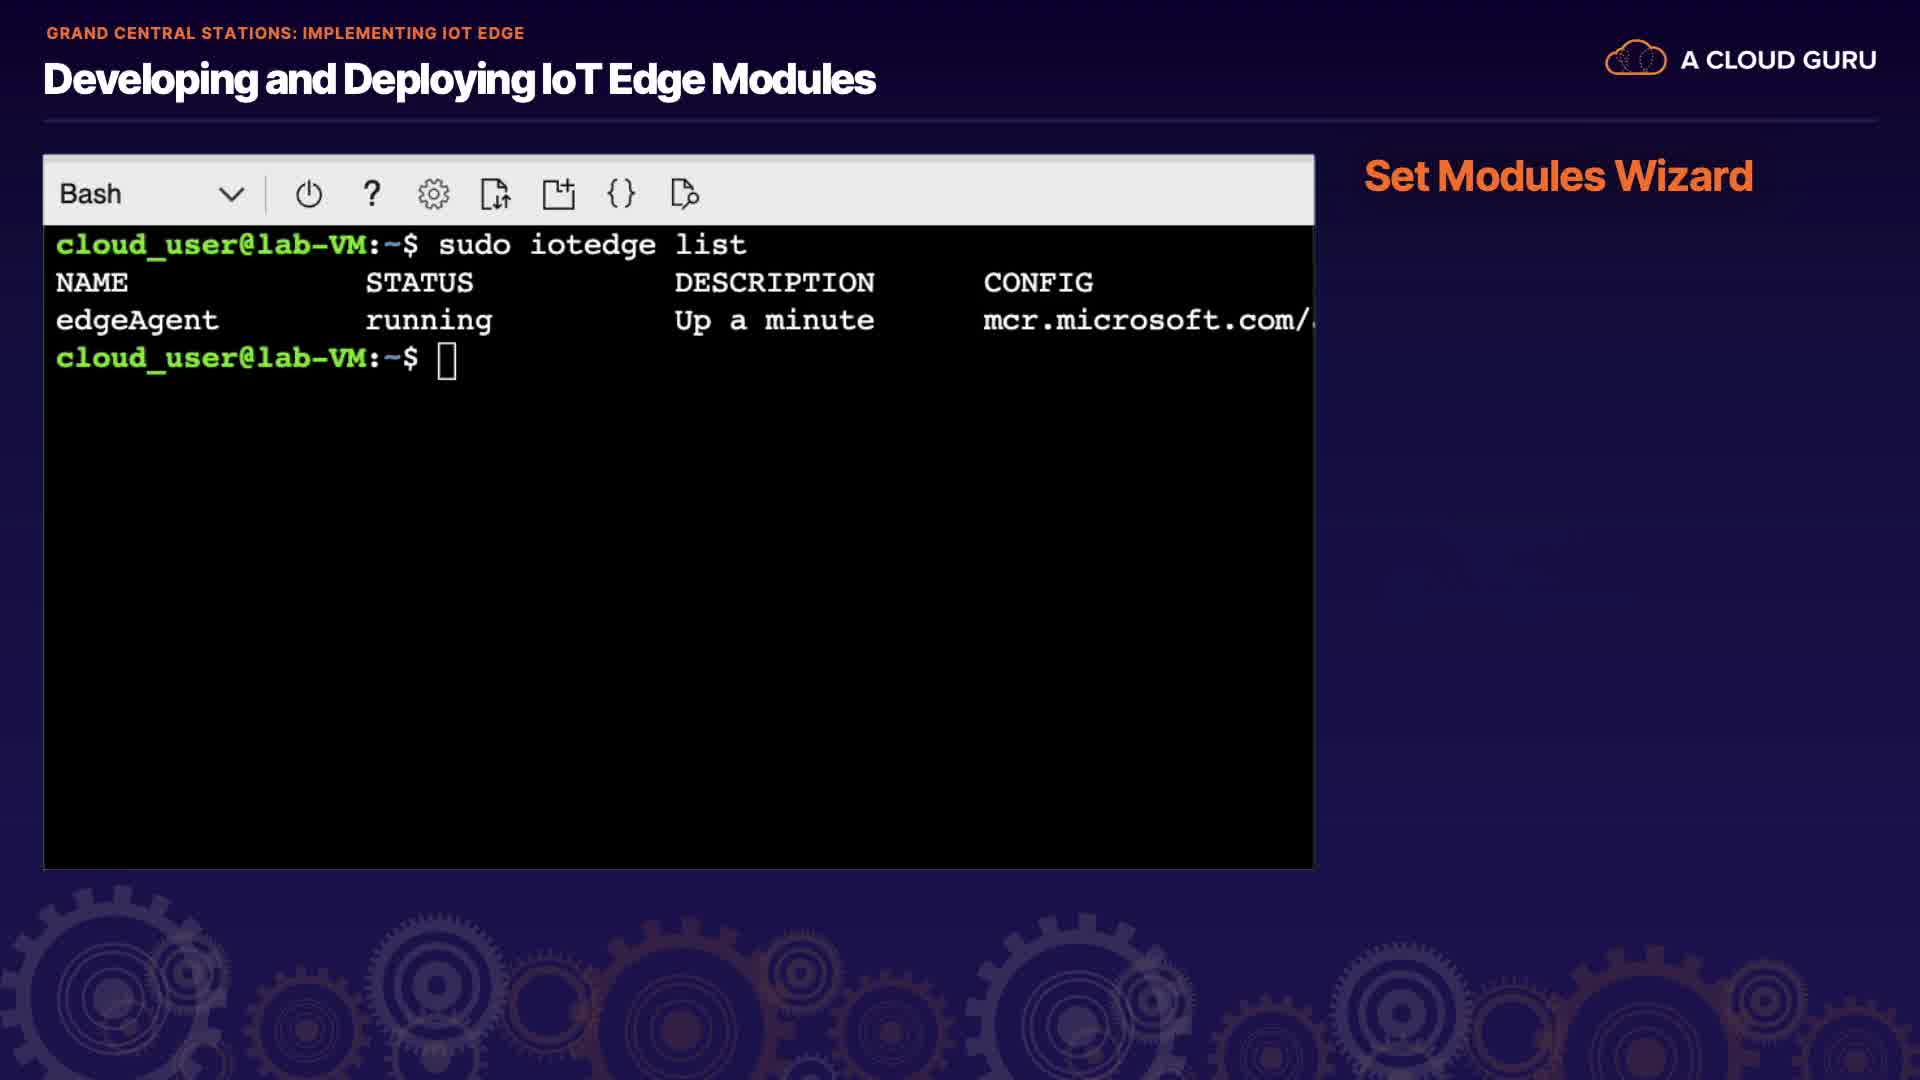 GRAND CENTRAL STATIONS: IMPLEMENTING IOT EDGE
Developing and Deploying IoT Edge Modules
A CLOUD GURU
Bash
?
{}
Set Modules Wizard
cloud_user@lab-VM:~$ sudo iotedge list
NAME STATUS DESCRIPTION CONFIG
edgeAgent running Up a minute mcr.microsoft.com/
cloud_user@lab-VM:~$